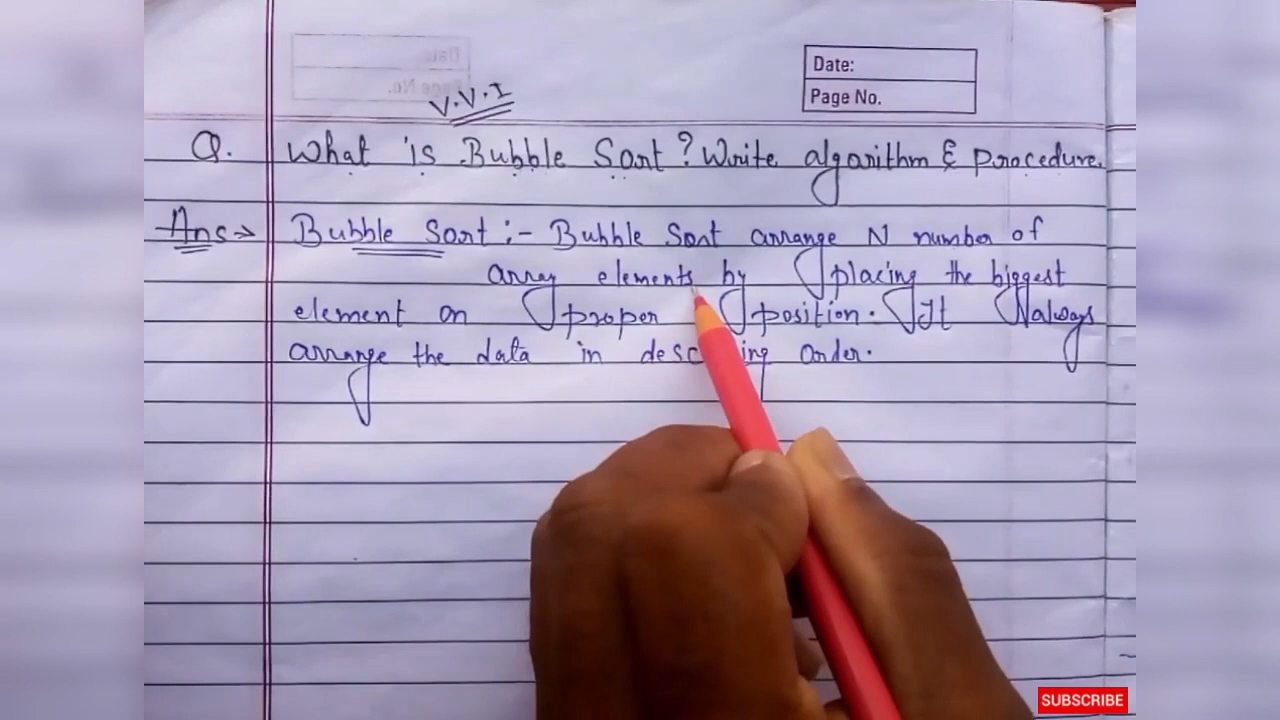 Date:
Page No.
V.V.I
Q. What is Bubble Sort? Write algorithm & procedure.
Ans→ Bubble Sort :- Bubble Sort arrange N number of
array elements by placing the biggest
element on proper position. It always
arrange the data in order.
SUBSCRIBE